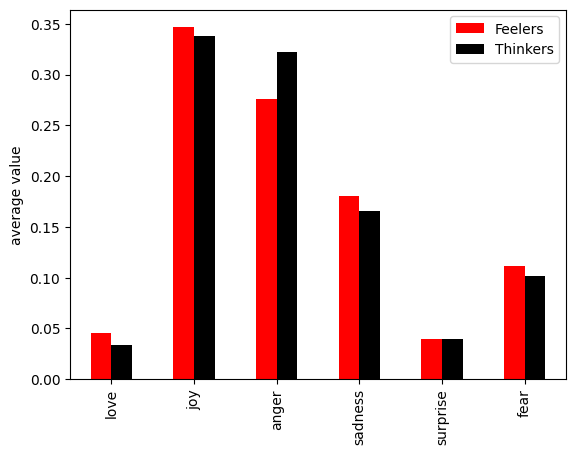 0.35
0.30
0.25
0.20
0.15
0.10
0.05
0.00
average value
Feelers
Thinkers
love
joy
anger
sadness
surprise
fear